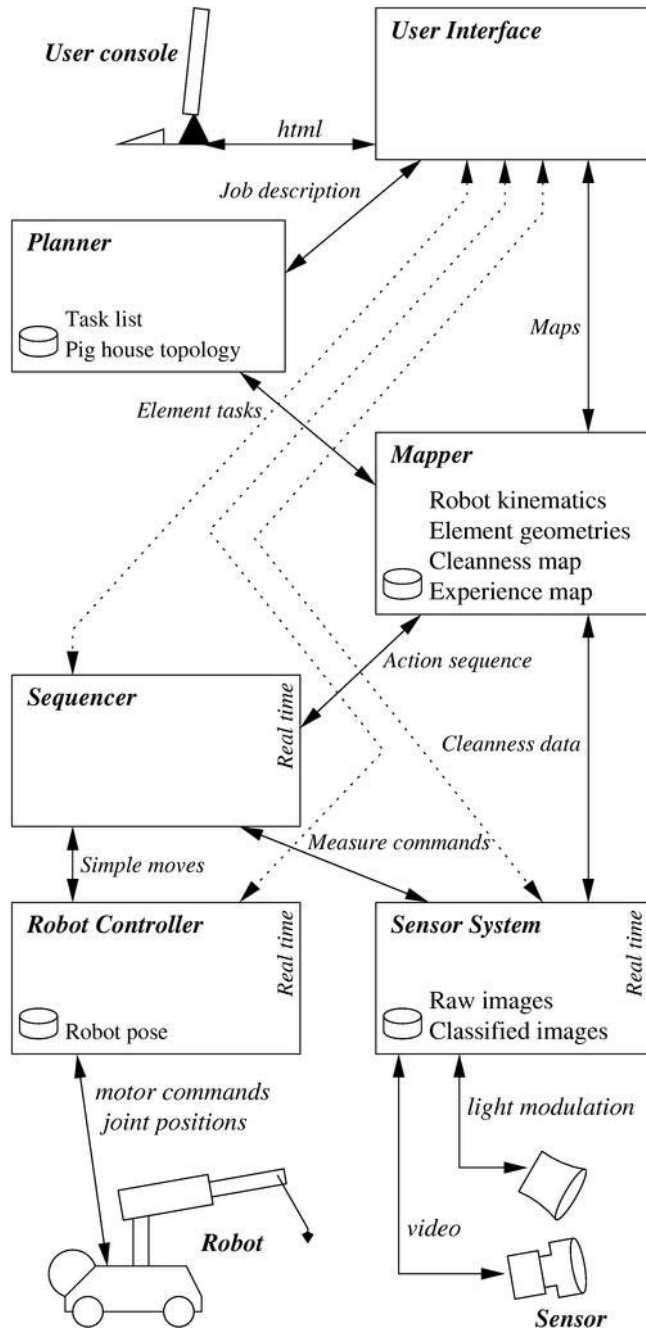 User console
User Interface
html
Job description
Planner
Task list
Pig house topology
Maps
Element tasks
Mapper
Robot kinematics
Element geometries
Cleanness map
Experience map
Action sequence
Sequencer
Real time
Cleanness data
Measure commands
Simple moves
Robot Controller
Real time
Robot pose
Sensor System
Real time
Raw images
Classified images
motor commands
joint positions
light modulation
Robot
video
Sensor